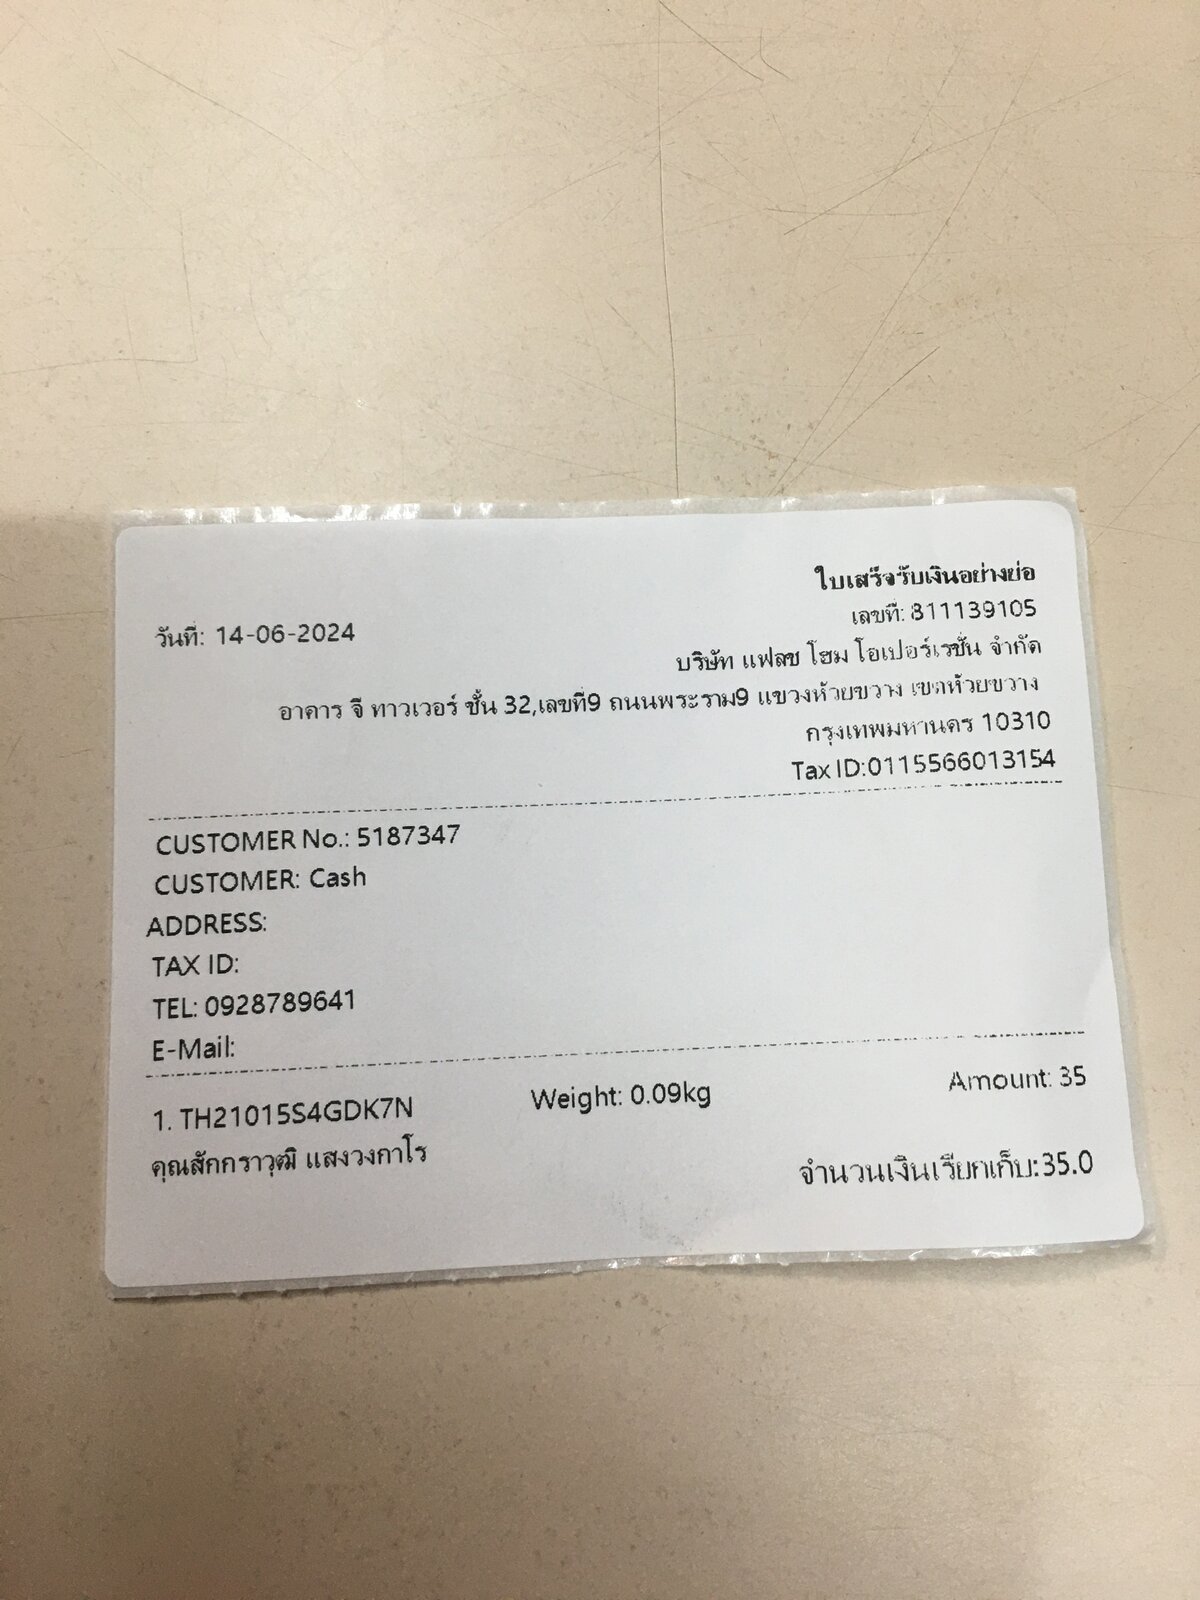 ใบเสร็จรับเงินอย่างย่อ
เลขที่: 811139105
วันที่: 14-06-2024
บริษัท แฟลช โฮม โอเปอร์เรชั่น จำกัด
อาคาร จี ทาวเวอร์ ชั้น 32,เลขที่9 ถนนพระราม9 แขวงห้วยขวาง เขตห้วยขวาง
กรุงเทพมหานคร 10310
Tax ID:0115566013154
CUSTOMER No.: 5187347
CUSTOMER: Cash
ADDRESS:
TAX ID:
TEL: 0928789641
E-Mail:
1. TH21015S4GDK7N Weight: 0.09kg Amount: 35
คุณสักกราวุฒิ แสงวงกาโร
จำนวนเงินเรียกเก็บ:35.0